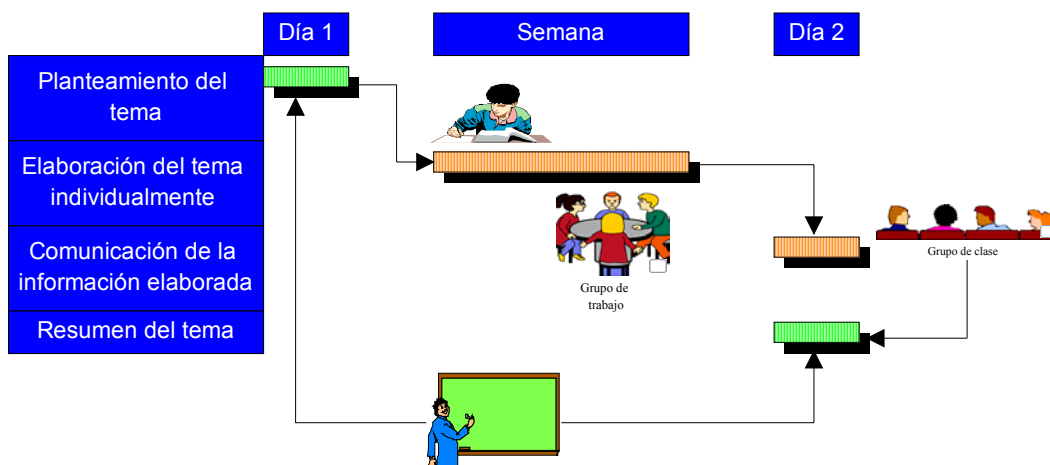 Día 1
Semana
Día 2
Planteamiento del
tema
Elaboración del tema
individualmente
Comunicación de la
información elaborada
Resumen del tema
Grupo de clase
Grupo de
trabajo